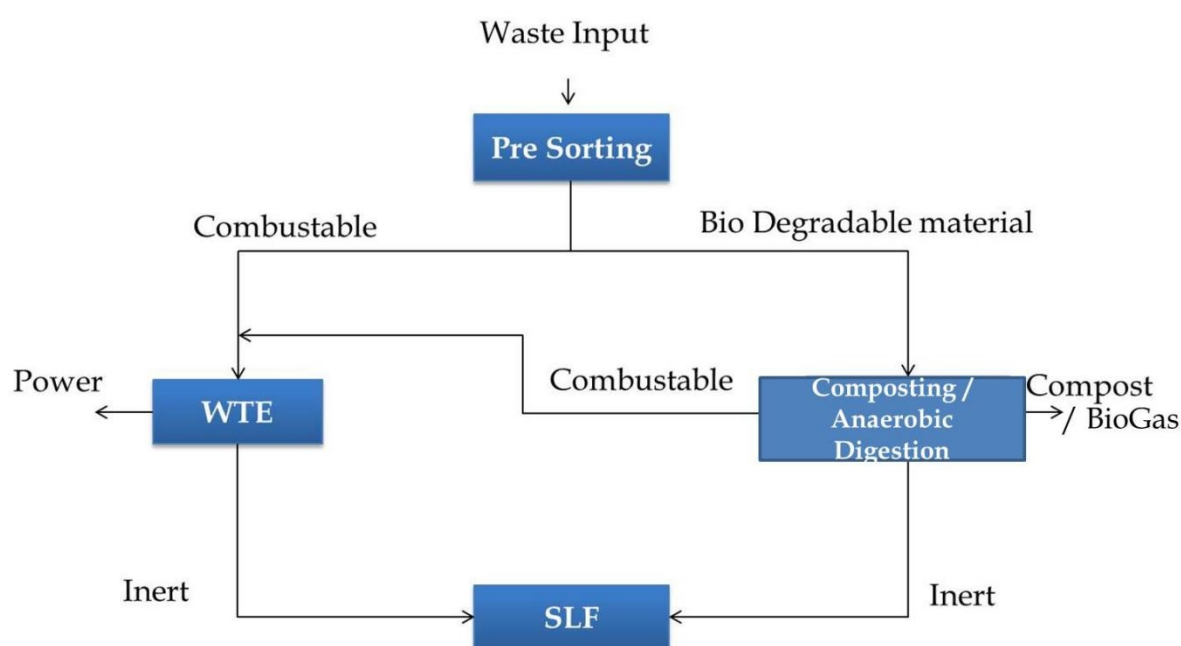 Waste Input
Pre Sorting
Combustable
Bio Degradable material
Power
WTE
Combustable
Composting /
Anaerobic
Digestion
Compost
/ BioGas
Inert
SLF
Inert